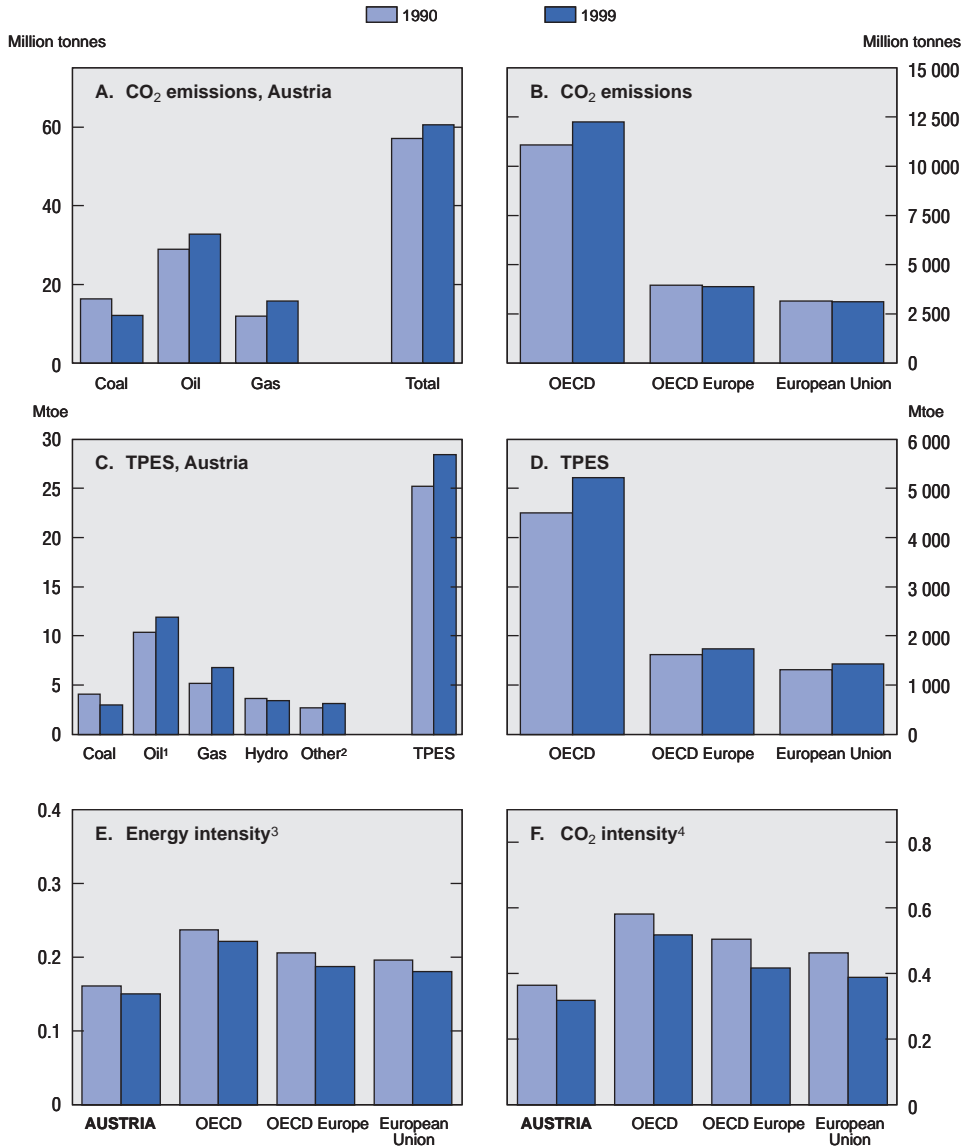 1990 1999
Million tonnes Million tonnes
A. CO₂ emissions, Austria
60
40
20
0
Coal Oil Gas Total
B. CO₂ emissions
15 000
12 500
10 000
7 500
5 000
2 500
0
OECD OECD Europe European Union
Mtoe Mtoe
C. TPES, Austria
30
25
20
15
10
5
0
Coal Oil¹ Gas Hydro Other² TPES
D. TPES
6 000
5 000
4 000
3 000
2 000
1 000
0
OECD OECD Europe European Union
E. Energy intensity³
0.4
0.3
0.2
0.1
0
AUSTRIA OECD OECD Europe European
Union
F. CO₂ intensity⁴
0.8
0.6
0.4
0.2
0
AUSTRIA OECD OECD Europe European
Union